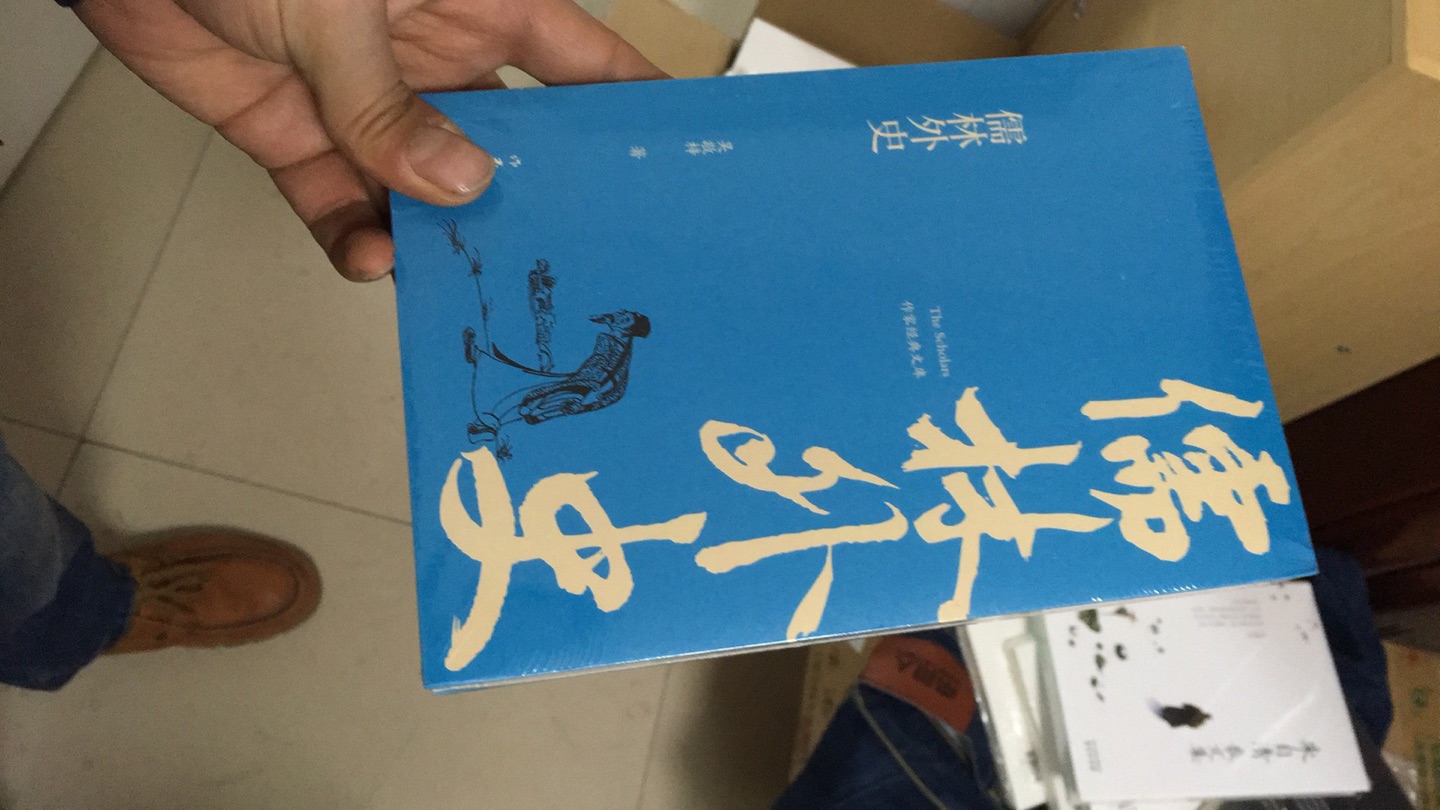 儒林外史
吴敬梓 著
The Scholars
作家经典文库
儒林外史